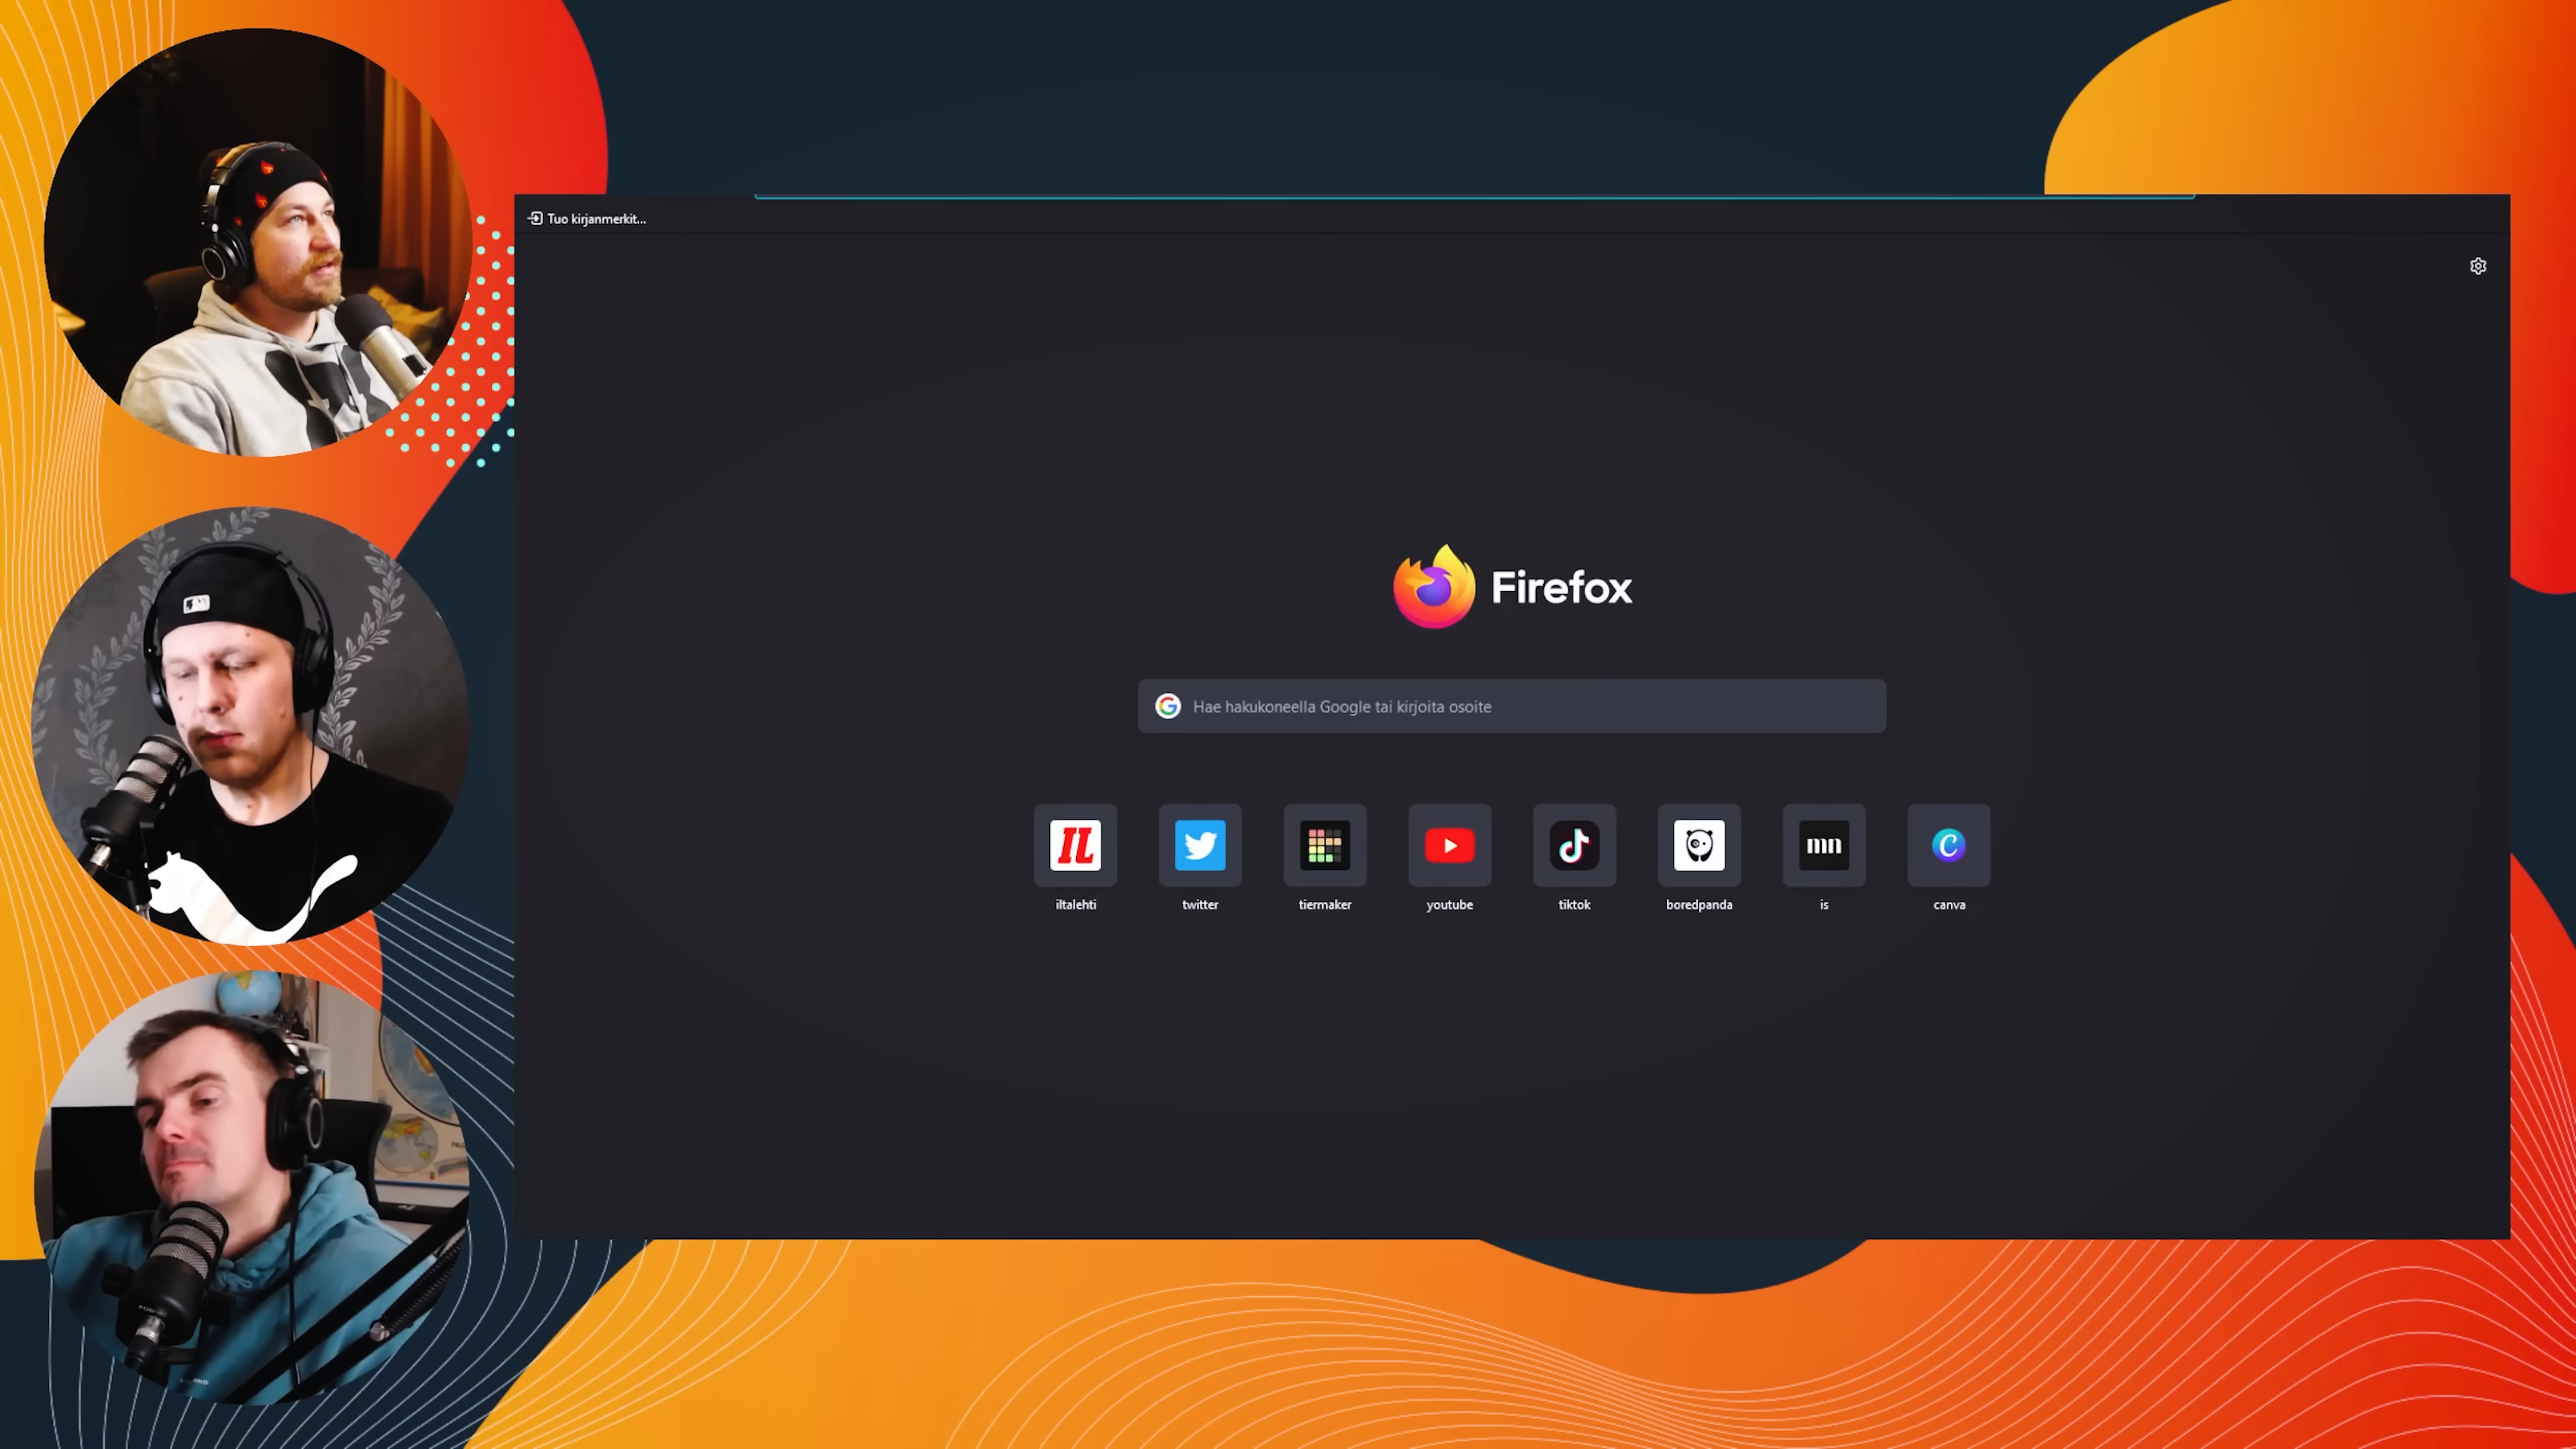 Tuo kirjanmerkit...
Firefox
Hae hakukoneella Google tai kirjoita osoite
IL
mn
iltalehti
twitter
tiermaker
youtube
tiktok
boredpanda
is
canva